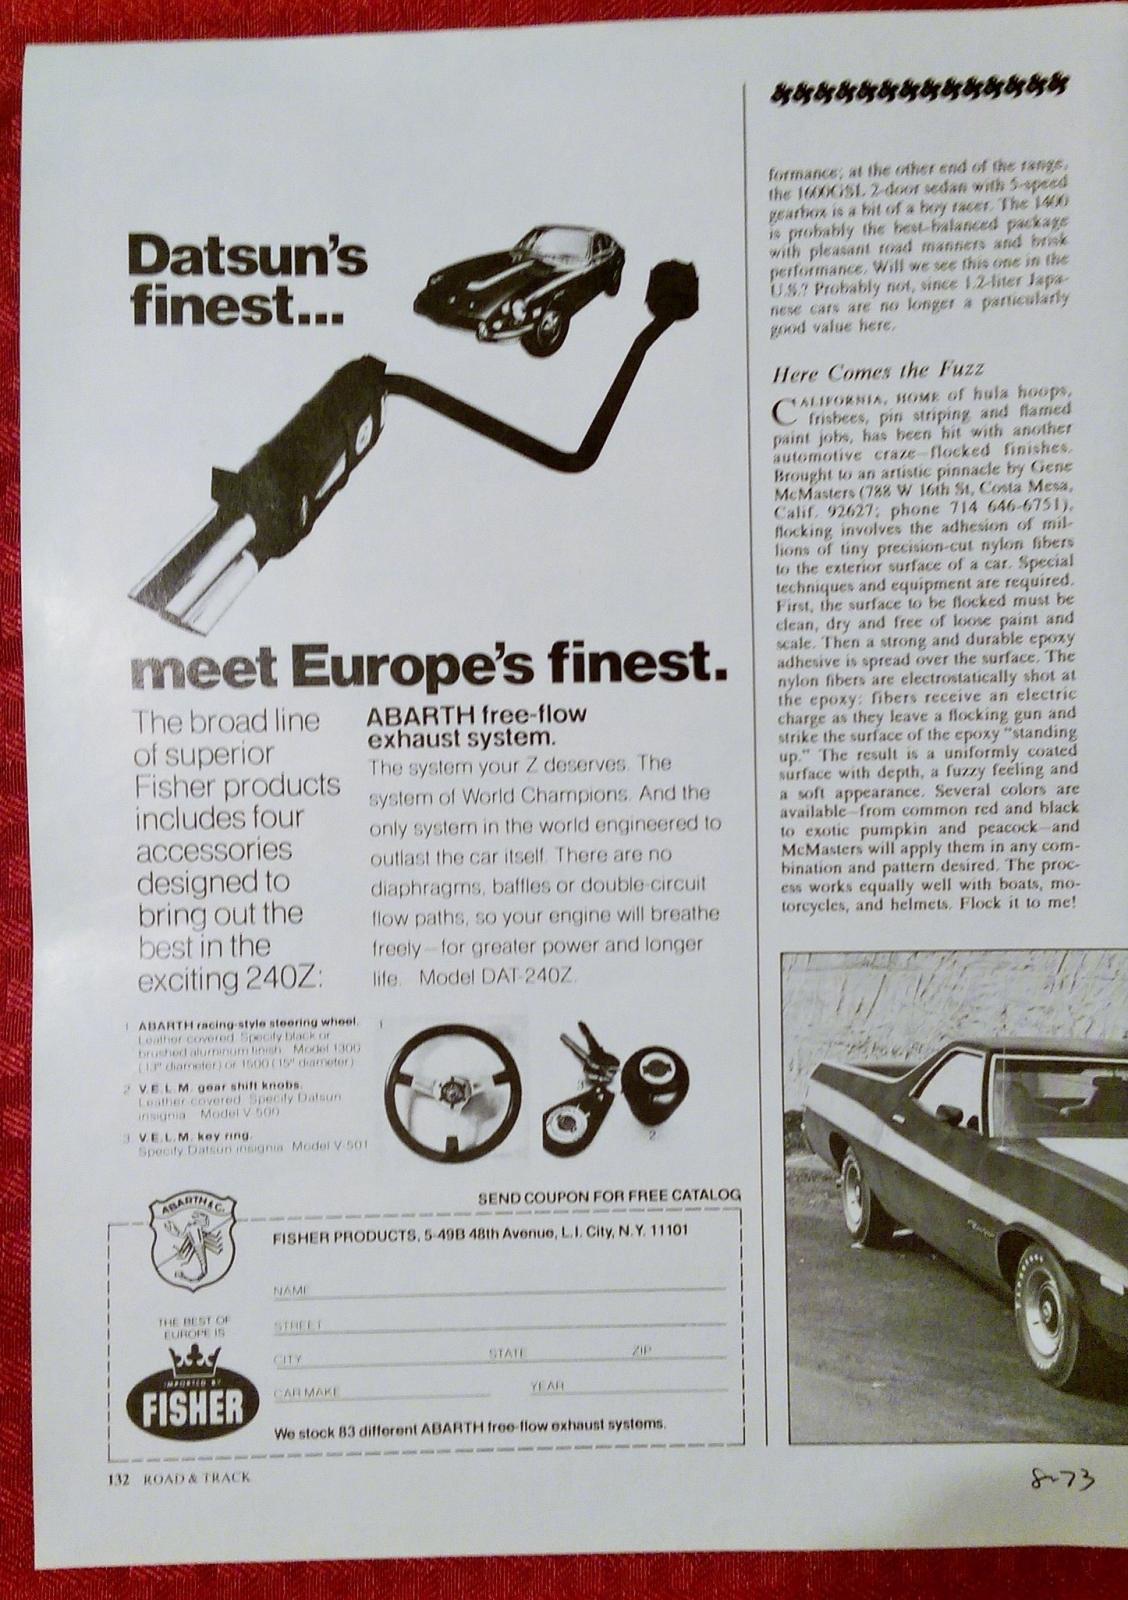 Datsun's
finest...
meet Europe's finest.
The broad line
of superior
Fisher products
includes four
accessories
designed to
bring out the
best in the
exciting 240Z:
ABARTH free-flow
exhaust system.
The system your Z deserves. The
system of World Champions. And the
only system in the world engineered to
outlast the car itself. There are no
diaphragms, baffles or double-circuit
flow paths, so your engine will breathe
freely—for greater power and longer
life. Model DAT-240Z.
1 ABARTH racing-style steering wheel.
Leather covered. Specify black or
brushed aluminum finish. Model 1300
(13" diameter) or 1500 (15" diameter)
2 V.E.L.M. gear shift knobs.
Leather-covered. Specify Datsun
insignia. Model V-500
3 V.E.L.M. key ring.
Specify Datsun insignia. Model V-501
1
3
2
SEND COUPON FOR FREE CATALOG
ABARTH & C.
FISHER PRODUCTS, 5-49B 48th Avenue, L.I. City, N.Y. 11101
NAME
STREET
CITY STATE ZIP
CAR MAKE YEAR
We stock 83 different ABARTH free-flow exhaust systems.
THE BEST OF
EUROPE IS
IMPORTED BY
FISHER
132 ROAD & TRACK
formance; at the other end of the range,
the 1600GSL 2-door sedan with 5-speed
gearbox is a bit of a boy racer. The 1400
is probably the best-balanced package
with pleasant road manners and brisk
performance. Will we see this one in the
U.S.? Probably not, since 1.2-liter Japa-
nese cars are no longer a particularly
good value here.
Here Comes the Fuzz
CALIFORNIA, HOME of hula hoops,
frisbees, pin striping and flamed
paint jobs, has been hit with another
automotive craze—flocked finishes.
Brought to an artistic pinnacle by Gene
McMasters (788 W 16th St, Costa Mesa,
Calif. 92627; phone 714 646-6751),
flocking involves the adhesion of mil-
lions of tiny precision-cut nylon fibers
to the exterior surface of a car. Special
techniques and equipment are required.
First, the surface to be flocked must be
clean, dry and free of loose paint and
scale. Then a strong and durable epoxy
adhesive is spread over the surface. The
nylon fibers are electrostatically shot at
the epoxy; fibers receive an electric
charge as they leave a flocking gun and
strike the surface of the epoxy "standing
up." The result is a uniformly coated
surface with depth, a fuzzy feeling and
a soft appearance. Several colors are
available—from common red and black
to exotic pumpkin and peacock—and
McMasters will apply them in any com-
bination and pattern desired. The proc-
ess works equally well with boats, mo-
torcycles, and helmets. Flock it to me!
8-73